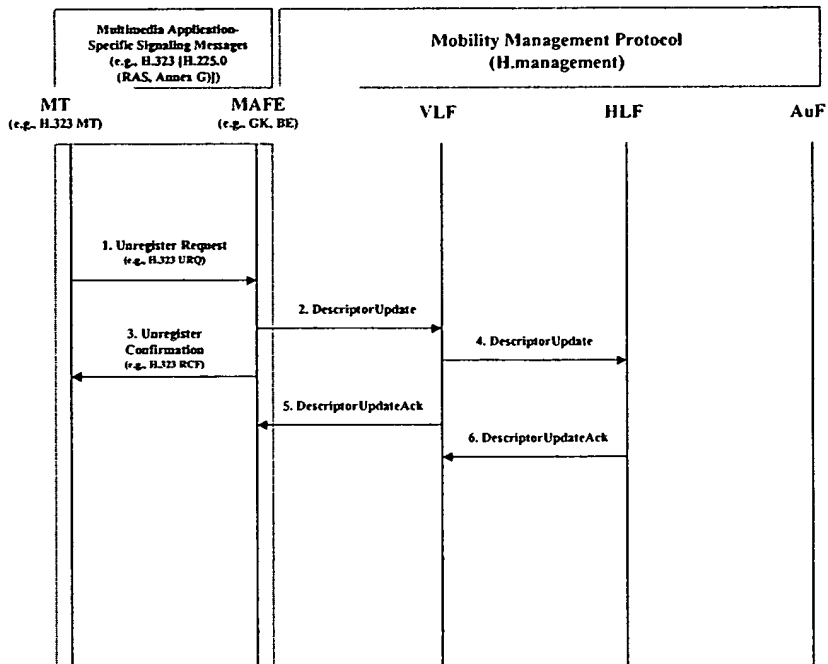 Multimedia Application-
Specific Signaling Messages
(e.g., H.323 [H.225.0
(RAS, Annex G)])
Mobility Management Protocol
(H.management)
MT
(e.g., H.323 MT)
MAFE
(e.g., GK, BE)
VLF
HLF
AuF
1. Unregister Request
(e.g., H.323 URQ)
2. DescriptorUpdate
3. Unregister
Confirmation
(e.g., H.323 RCF)
4. DescriptorUpdate
5. DescriptorUpdateAck
6. DescriptorUpdateAck